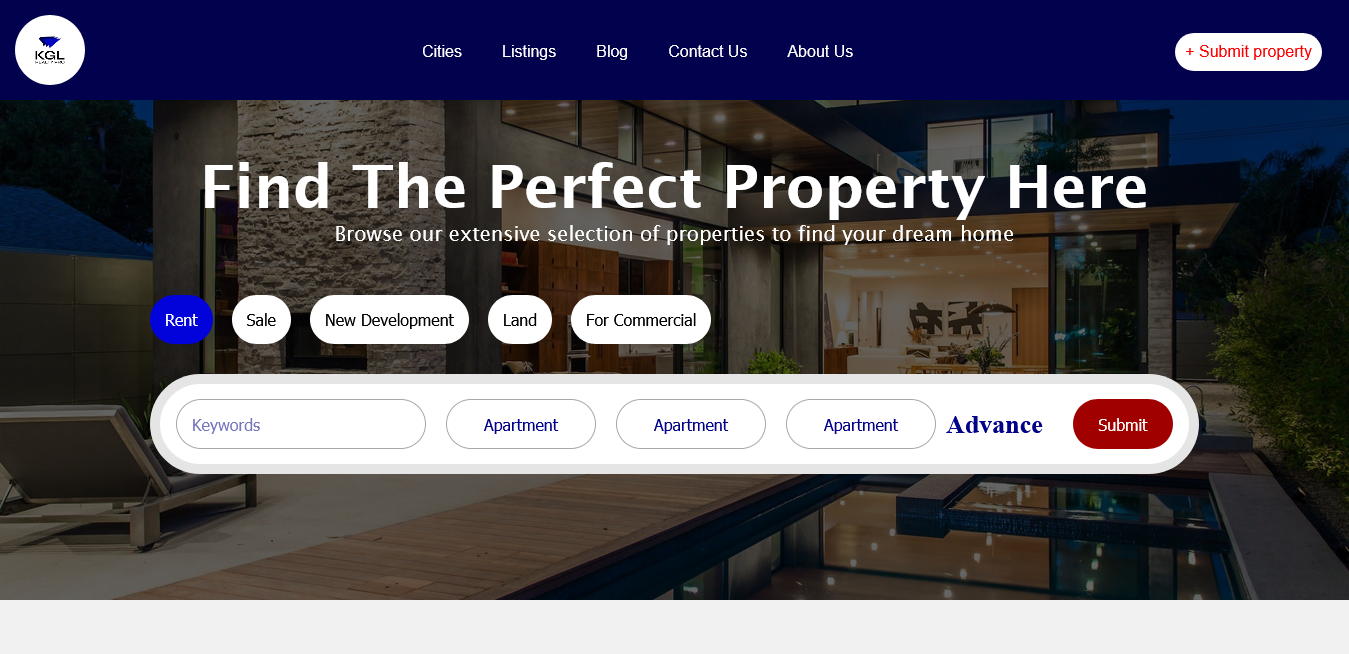 KGL
REALTY PRO
Cities Listings Blog Contact Us About Us
+ Submit property
Find The Perfect Property Here
Browse our extensive selection of properties to find your dream home
Rent Sale New Development Land For Commercial
Keywords Apartment Apartment Apartment Advance Submit